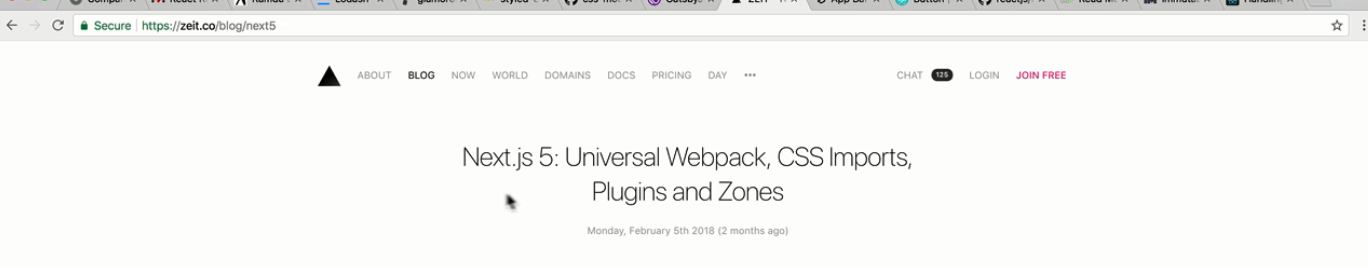 Secure https://zeit.co/blog/next5
ABOUT BLOG NOW WORLD DOMAINS DOCS PRICING DAY ••• CHAT 125 LOGIN JOIN FREE
Next.js 5: Universal Webpack, CSS Imports,
Plugins and Zones
Monday, February 5th 2018 (2 months ago)